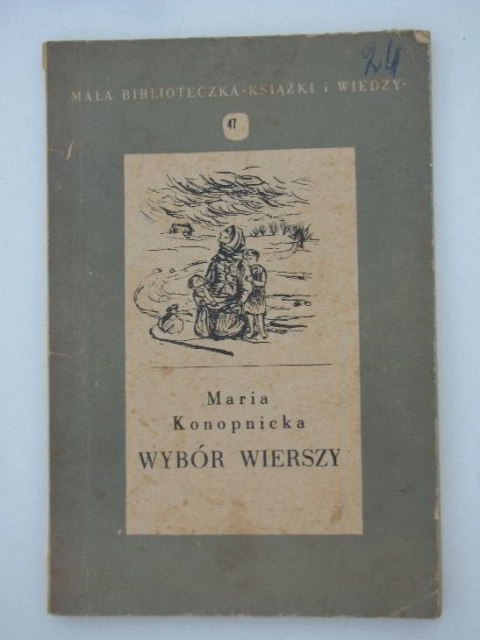 24
MAŁA BIBLIOTECZKA·KSIĄŻKI i WIEDZY·
47
Maria
Konopnicka
WYBÓR WIERSZY